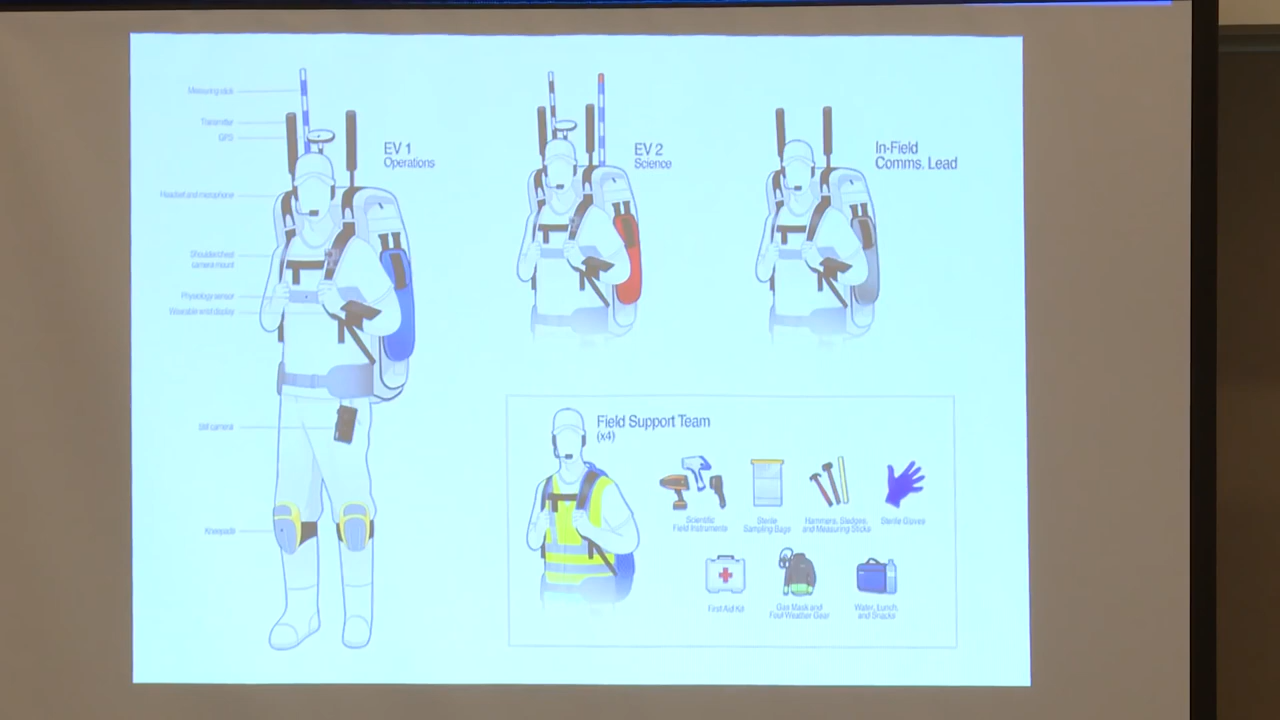 Measuring stick
Transmitter
GPS
Headset and microphone
Shoulder/chest
camera mount
Physiology sensor
Wearable wrist display
Still camera
Kneepads
EV 1
Operations
EV 2
Science
In-Field
Comms. Lead
Field Support Team
(x4)
Scientific
Field Instruments
Sterile
Sampling Bags
Hammers, Sledges,
and Measuring Sticks
Sterile Gloves
First Aid Kit
Gas Mask and
Foul Weather Gear
Water, Lunch,
and Snacks